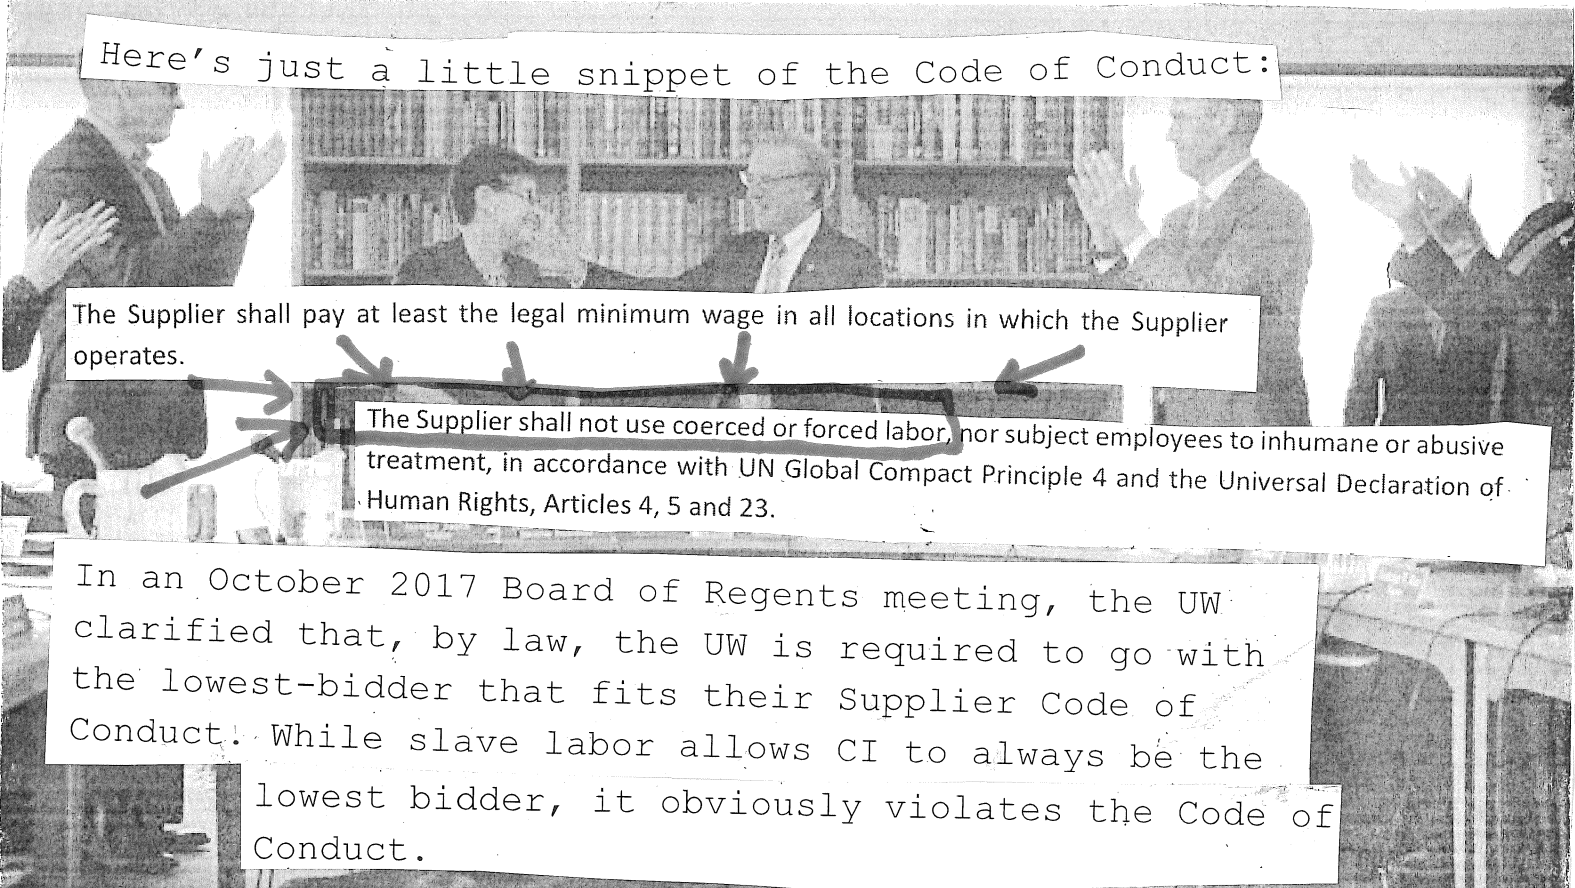 Here's just a little snippet of the Code of Conduct:
The Supplier shall pay at least the legal minimum wage in all locations in which the Supplier
operates.
The Supplier shall not use coerced or forced labor, nor subject employees to inhumane or abusive
treatment, in accordance with UN Global Compact Principle 4 and the Universal Declaration of
Human Rights, Articles 4, 5 and 23.
In an October 2017 Board of Regents meeting, the UW
clarified that, by law, the UW is required to go with
the lowest-bidder that fits their Supplier Code of
Conduct. While slave labor allows CI to always be the
lowest bidder, it obviously violates the Code of
Conduct.